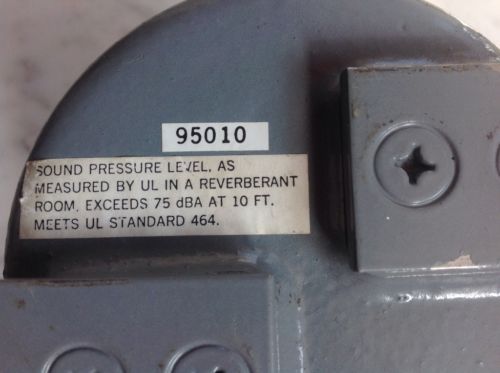 95010
SOUND PRESSURE LEVEL, AS
MEASURED BY UL IN A REVERBERANT
ROOM, EXCEEDS 75 dBA AT 10 FT.
MEETS UL STANDARD 464.